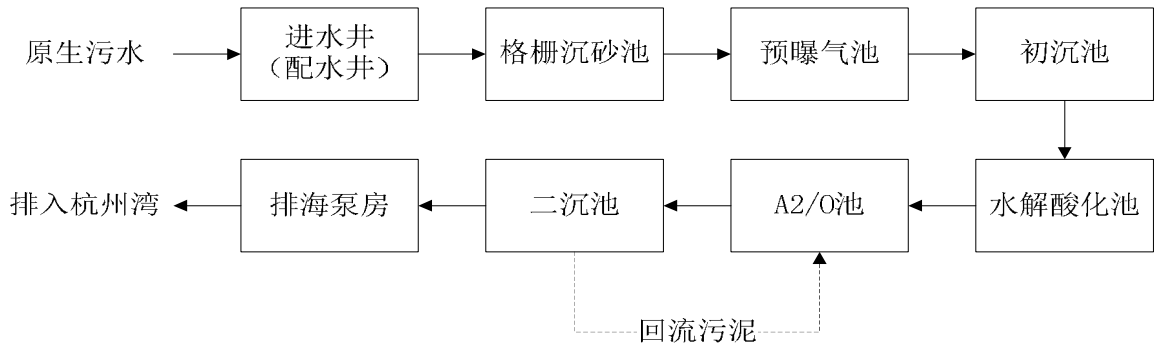 原生污水
进水井
（配水井）
格栅沉砂池
预曝气池
初沉池
排入杭州湾
排海泵房
二沉池
A2/O池
水解酸化池
回流污泥